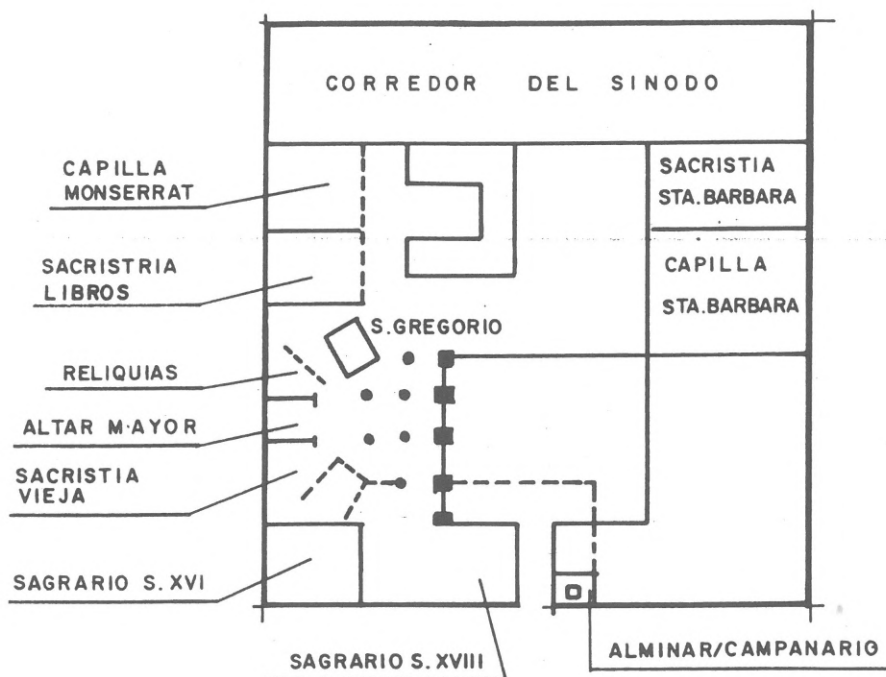 CORREDOR DEL SINODO
CAPILLA
MONSERRAT
SACRISTIA
STA. BARBARA
SACRISTRIA
LIBROS
CAPILLA
STA. BARBARA
S. GREGORIO
RELIQUIAS
ALTAR M·AYOR
SACRISTIA
VIEJA
SAGRARIO S. XVI
SAGRARIO S. XVIII
ALMINAR/CAMPANARIO